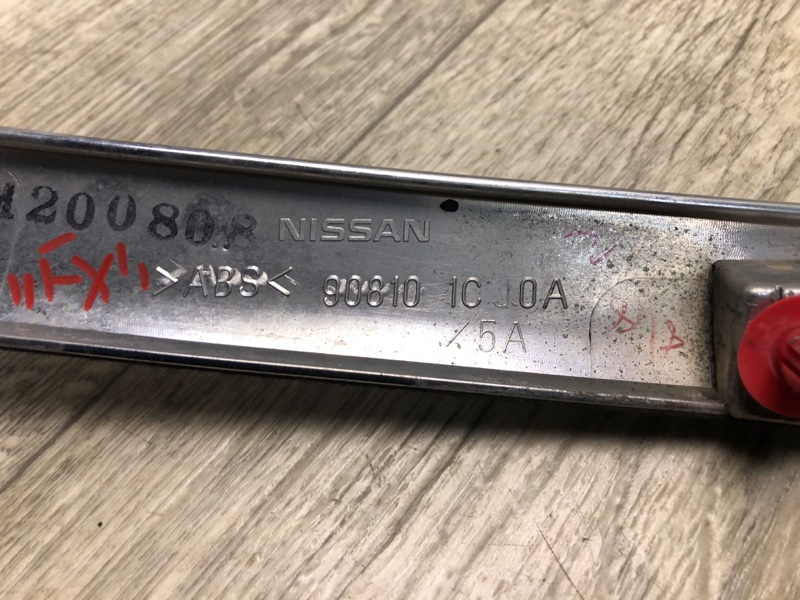 1200808 NISSAN
"FX" >ABS< 90810 1CJ0A
/5A